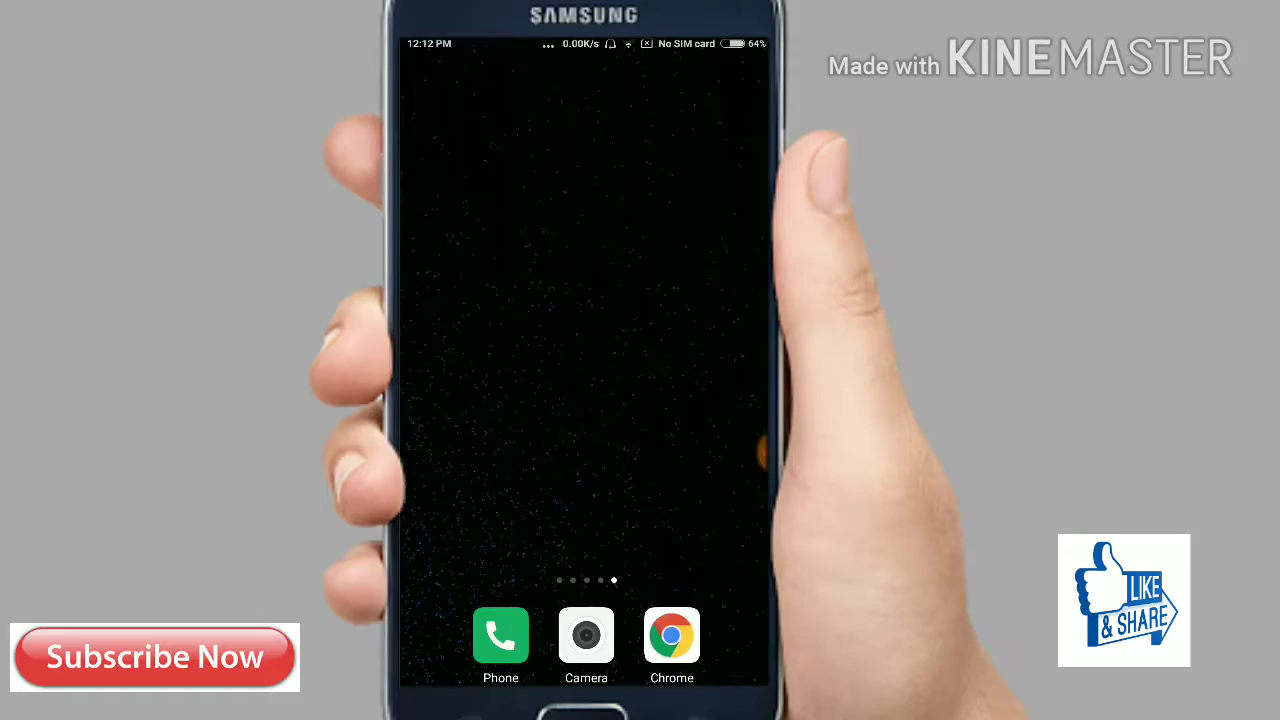 SAMSUNG
12:12 PM ... 0.00K/s No SIM card 64%
Made with KINEMASTER
LIKE
& SHARE
Subscribe Now
Phone Camera Chrome